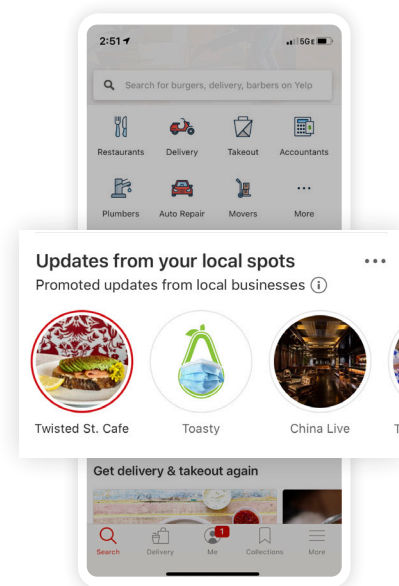 2:51
5GE
Search for burgers, delivery, barbers on Yelp
Restaurants Delivery Takeout Accountants
Plumbers Auto Repair Movers More
Updates from your local spots
Promoted updates from local businesses
Twisted St. Cafe Toasty China Live T
Get delivery & takeout again
1
Search Delivery Me Collections More